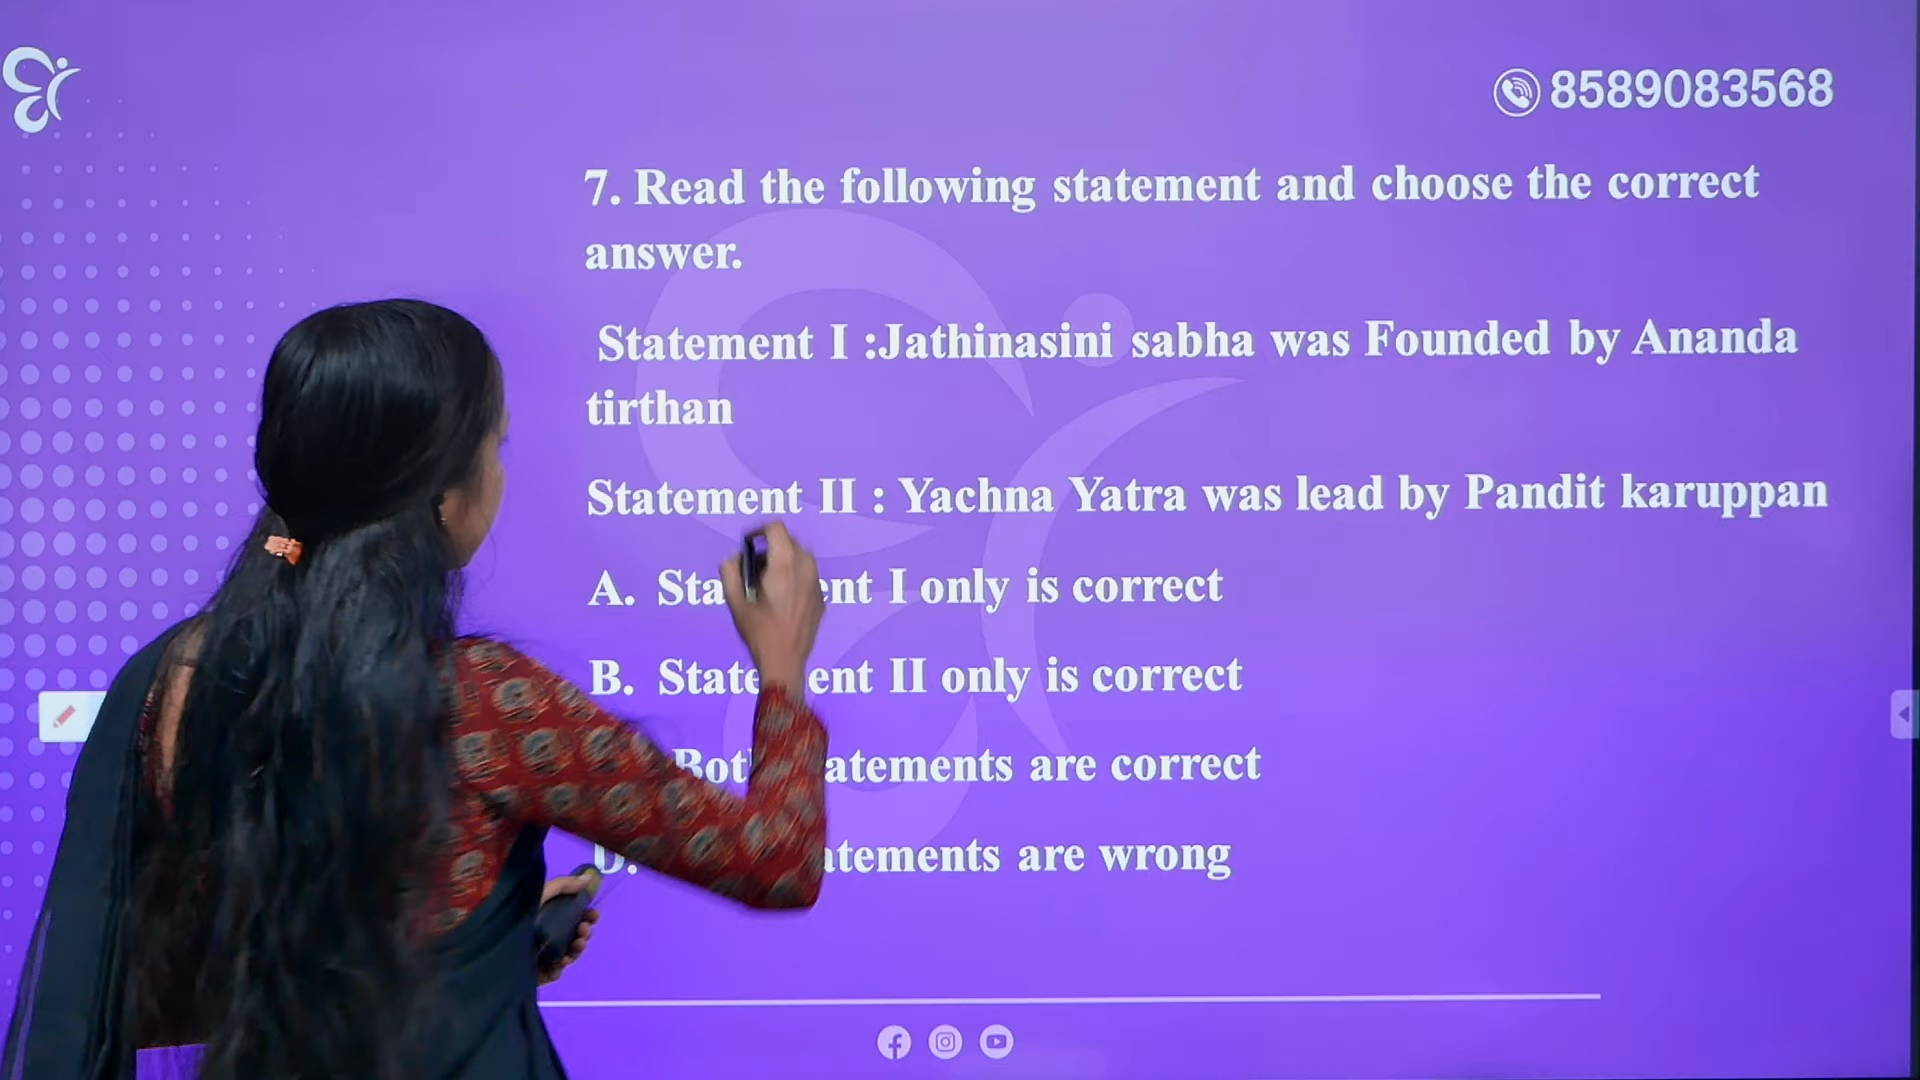 8589083568
7. Read the following statement and choose the correct
answer.
Statement I :Jathinasini sabha was Founded by Ananda
tirthan
Statement II : Yachna Yatra was lead by Pandit karuppan
A. I only is correct
B. II only is correct
are correct
D. are wrong